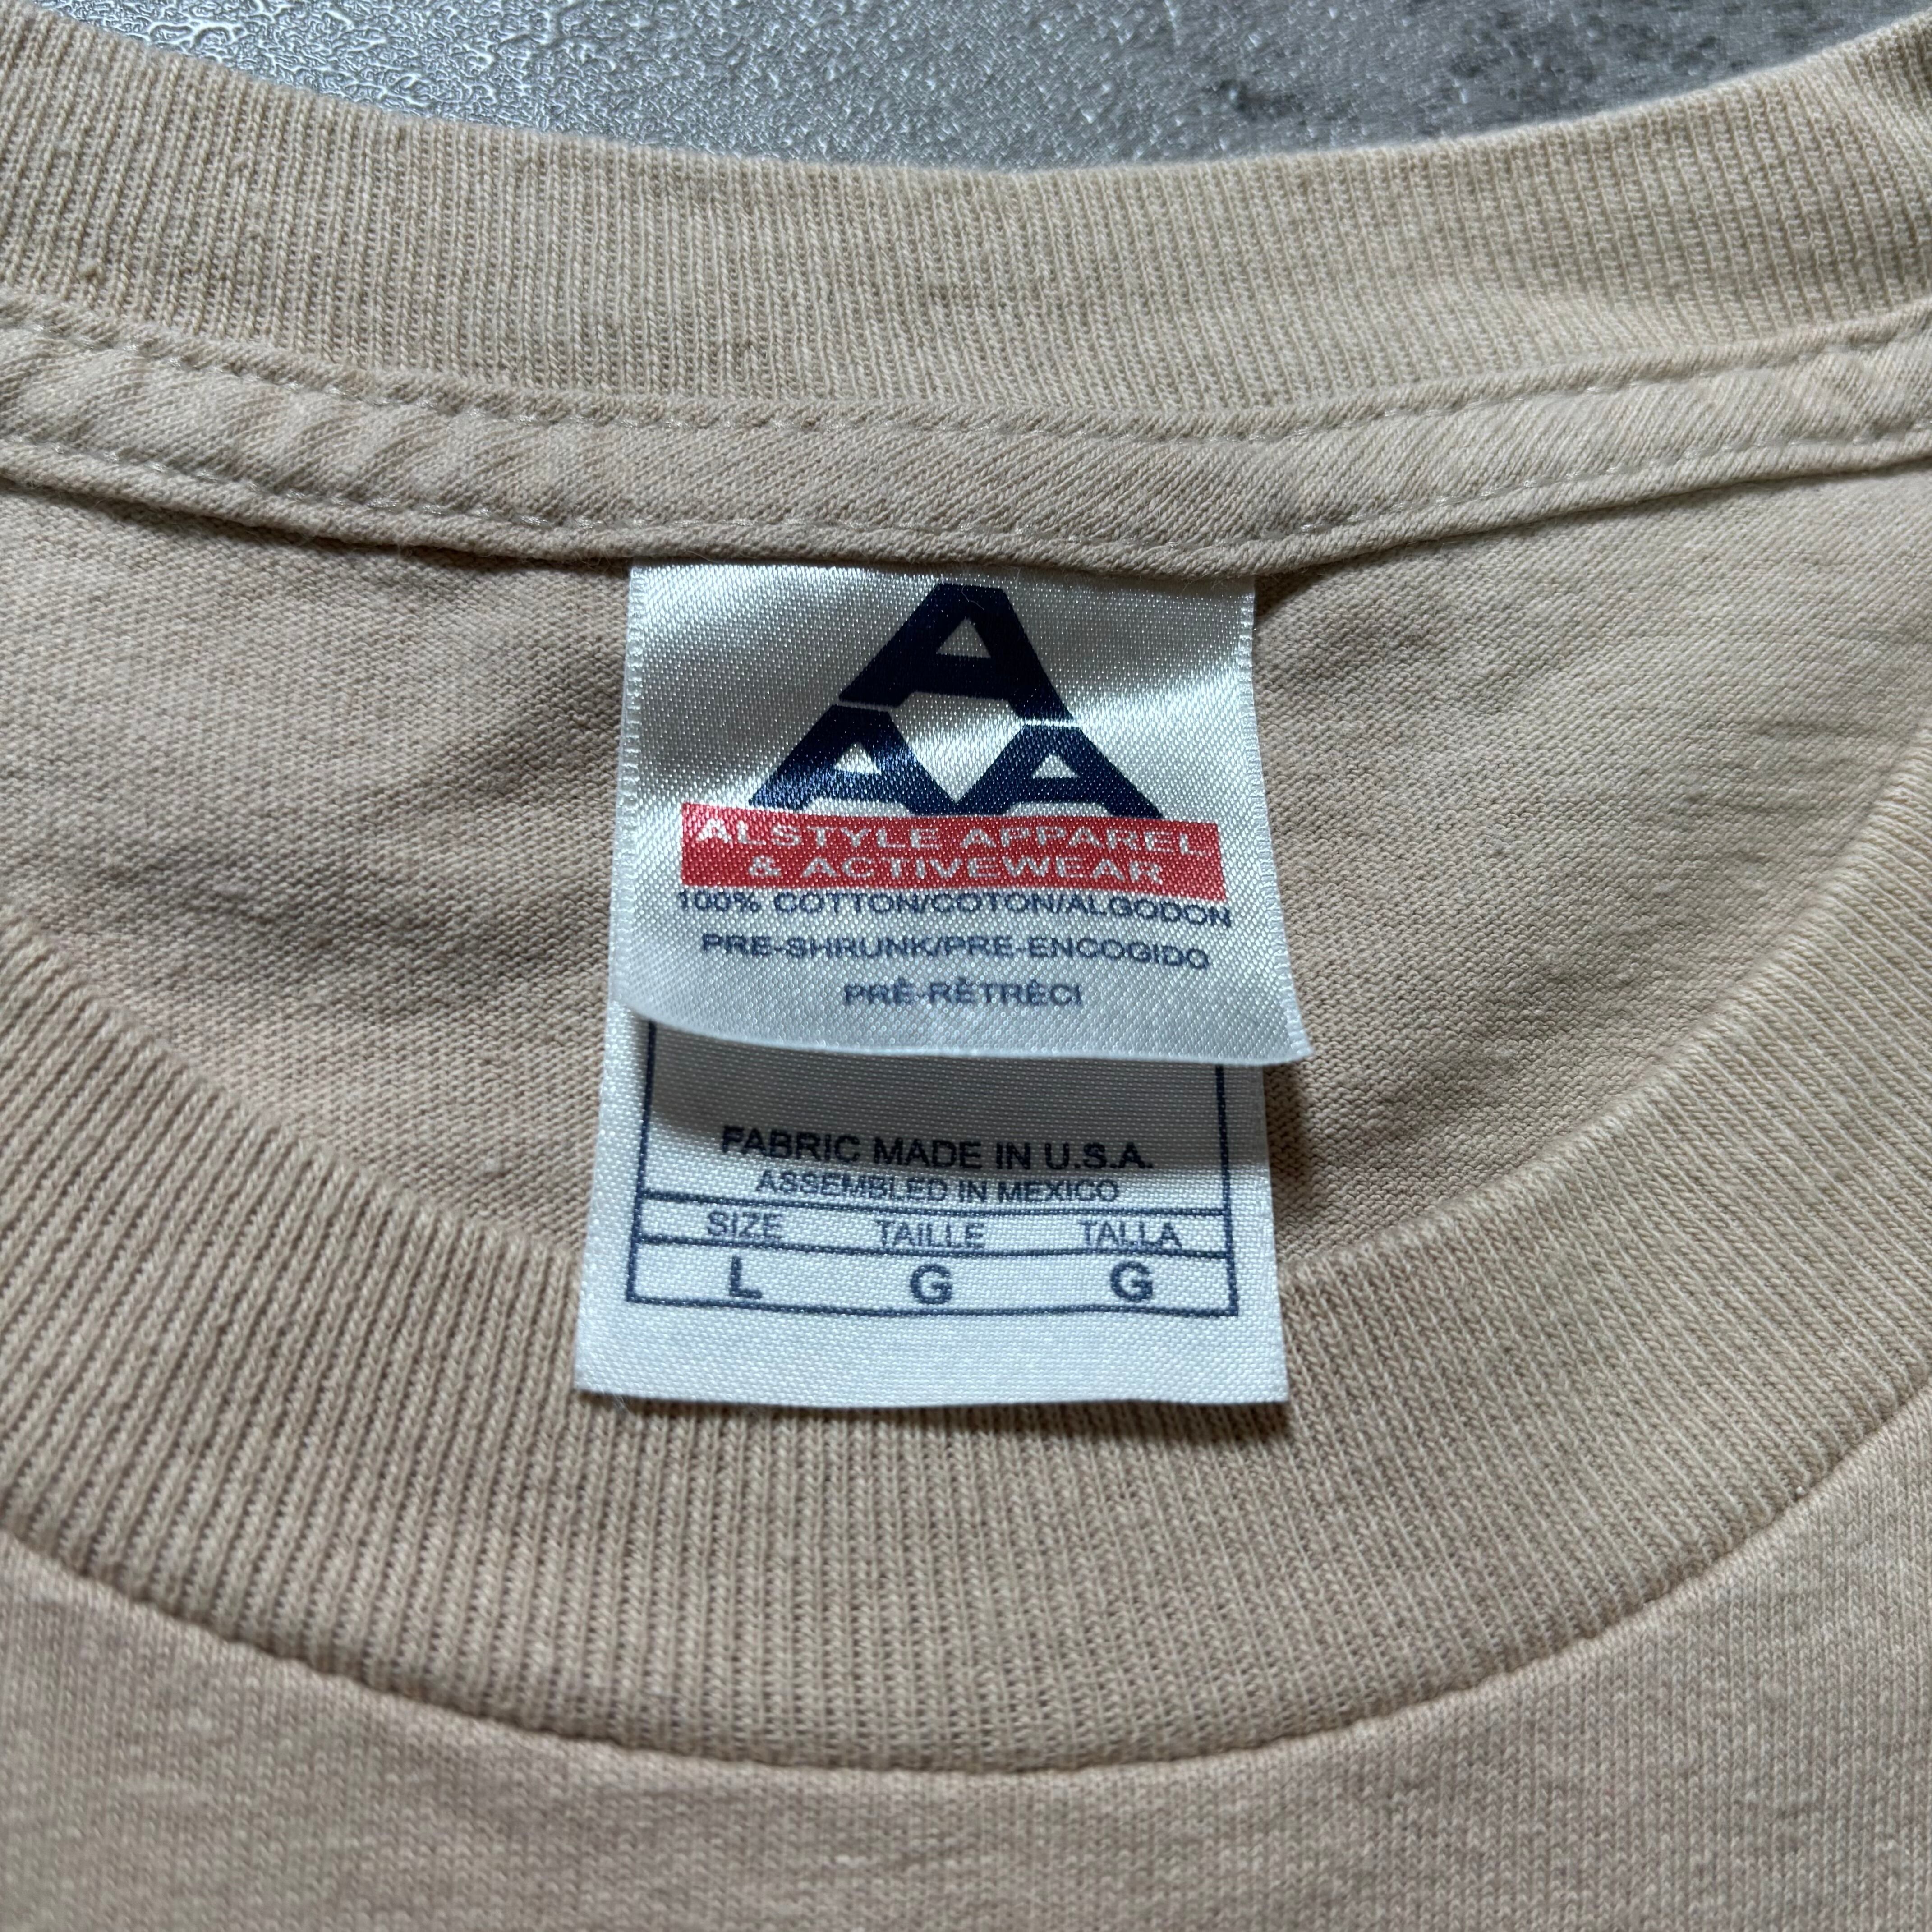 A
A A
ALSTYLE APPAREL
& ACTIVEWEAR
100% COTTON/COTON/ALGODON
PRE-SHRUNK/PRE-ENCOGIDO
PRÉ-RÉTRÉCI
FABRIC MADE IN U.S.A.
ASSEMBLED IN MEXICO
SIZE TAILLE TALLA
L G G